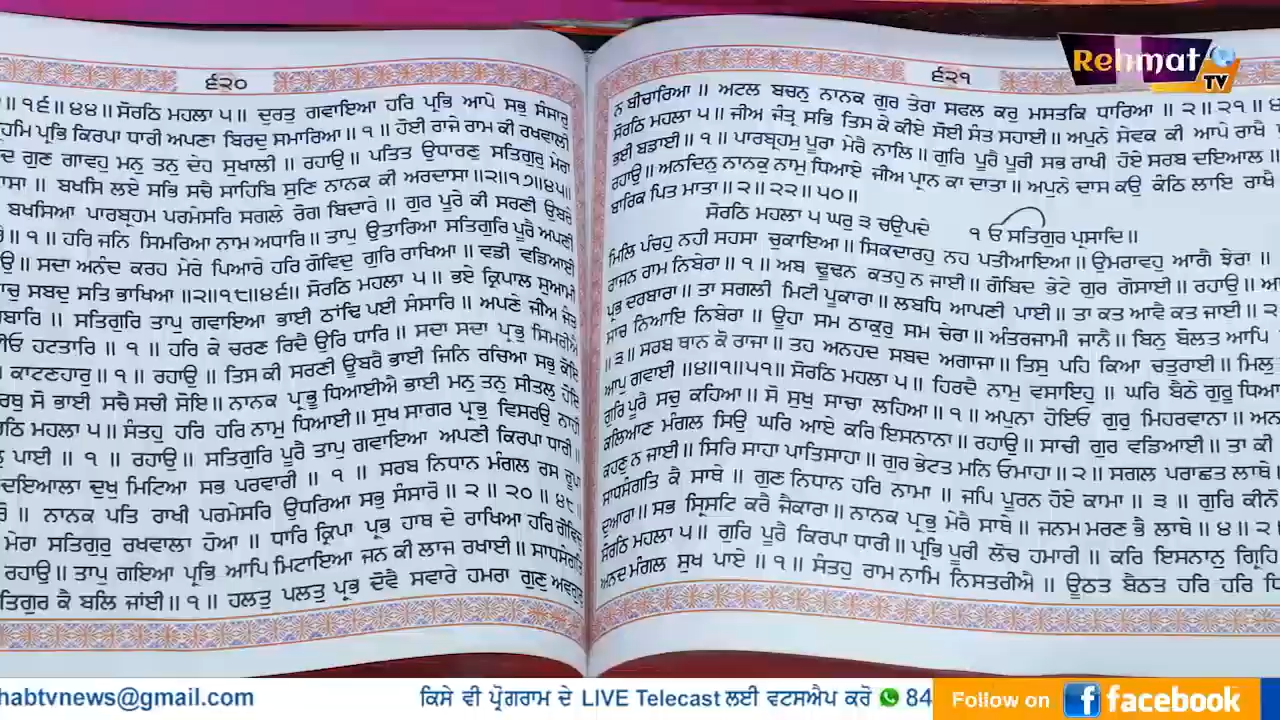 ੬੨੦
॥ ੧੬॥ ੪੪॥ ਸੋਰਠਿ ਮਹਲਾ ੫॥ ਦੁਰਤੁ ਗਵਾਇਆ ਹਰਿ ਪ੍ਰਭਿ ਆਪੇ ਸਭੁ ਸੰਸਾਰੁ
ਪ੍ਰਭਿ ਕਿਰਪਾ ਧਾਰੀ ਅਪਣਾ ਬਿਰਦੁ ਸਮਾਰਿਆ॥ ੧॥ ਹੋਈ ਰਾਜੇ ਰਾਮ ਕੀ ਰਖਵਾਲੀ
ਗੁਣ ਗਾਵਹੁ ਮਨੁ ਤਨੁ ਦੇਹ ਸੁਖਾਲੀ॥ ਰਹਾਉ॥ ਪਤਿਤ ਉਧਾਰਣੁ ਸਤਿਗੁਰੁ ਮੇਰਾ
ਬਖਸਿ ਲਏ ਸਭਿ ਸਚੈ ਸਾਹਿਬਿ ਸੁਣਿ ਨਾਨਕ ਕੀ ਅਰਦਾਸਾ॥੨॥੧੭॥੪੫॥
ਬਖਸਿਆ ਪਾਰਬ੍ਰਹਮ ਪਰਮੇਸਰਿ ਸਗਲੇ ਰੋਗ ਬਿਦਾਰੇ॥ ਗੁਰ ਪੂਰੇ ਕੀ ਸਰਣੀ ਉਬਰੇ
॥ ੧॥ ਹਰਿ ਜਨਿ ਸਿਮਰਿਆ ਨਾਮ ਅਧਾਰਿ॥ ਤਾਪੁ ਉਤਾਰਿਆ ਸਤਿਗੁਰਿ ਪੂਰੈ ਅਪਣੀ
॥ ਸਦਾ ਅਨੰਦ ਕਰਹ ਮੇਰੇ ਪਿਆਰੇ ਹਰਿ ਗੋਵਿਦੁ ਗੁਰਿ ਰਾਖਿਆ॥ ਵਡੀ ਵਡਿਆਈ
ਸਬਦੁ ਸਤਿ ਭਾਖਿਆ॥੨॥੧੮॥੪੬॥ ਸੋਰਠਿ ਮਹਲਾ ੫॥ ਭਏ ਕ੍ਰਿਪਾਲ ਸੁਆਮੀ
ਸਤਿਗੁਰਿ ਤਾਪੁ ਗਵਾਇਆ ਭਾਈ ਠਾਂਢਿ ਪਈ ਸੰਸਾਰਿ॥ ਅਪਣੇ ਜੀਅ ਜੰਤ
ਹਟਤਾਰਿ॥ ੧॥ ਹਰਿ ਕੇ ਚਰਣ ਰਿਦੈ ਉਰਿ ਧਾਰਿ॥ ਸਦਾ ਸਦਾ ਪ੍ਰਭੁ ਸਿਮਰੀਐ
ਕਾਟਣਹਾਰੁ॥੧॥ ਰਹਾਉ॥ ਤਿਸ ਕੀ ਸਰਣੀ ਊਬਰੈ ਭਾਈ ਜਿਨਿ ਰਚਿਆ ਸਭੁ ਕੋਇ
ਸੋ ਭਾਈ ਸਚੈ ਸਚੀ ਸੋਇ॥ ਨਾਨਕ ਪ੍ਰਭੂ ਧਿਆਈਐ ਭਾਈ ਮਨੁ ਤਨੁ ਸੀਤਲੁ ਹੋਇ
ਮਹਲਾ ੫॥ ਸੰਤਹੁ ਹਰਿ ਹਰਿ ਨਾਮੁ ਧਿਆਈ॥ ਸੁਖ ਸਾਗਰ ਪ੍ਰਭੁ ਵਿਸਰਉ ਨਾਹੀ
ਪਾਈ॥ ੧॥ ਰਹਾਉ॥ ਸਤਿਗੁਰਿ ਪੂਰੈ ਤਾਪੁ ਗਵਾਇਆ ਅਪਣੀ ਕਿਰਪਾ ਧਾਰੀ॥
ਦਇਆਲਾ ਦੁਖੁ ਮਿਟਿਆ ਸਭ ਪਰਵਾਰੀ॥ ੧॥ ਸਰਬ ਨਿਧਾਨ ਮੰਗਲ ਰਸ ਰੂਪਾ
॥ ਨਾਨਕ ਪਤਿ ਰਾਖੀ ਪਰਮੇਸਰਿ ਉਧਰਿਆ ਸਭੁ ਸੰਸਾਰੋ॥ ੨॥ ੨੦॥ ੪੮॥
ਮੇਰਾ ਸਤਿਗੁਰੁ ਰਖਵਾਲਾ ਹੋਆ॥ ਧਾਰਿ ਕ੍ਰਿਪਾ ਪ੍ਰਭ ਹਾਥ ਦੇ ਰਾਖਿਆ ਹਰਿ ਗੋਵਿਦੁ
ਰਹਾਉ॥ ਤਾਪੁ ਗਇਆ ਪ੍ਰਭਿ ਆਪਿ ਮਿਟਾਇਆ ਜਨ ਕੀ ਲਾਜ ਰਖਾਈ॥ ਸਾਧਸੰਗਤਿ
ਕੈ ਬਲਿ ਜਾਂਈ॥ ੧॥ ਹਲਤੁ ਪਲਤੁ ਪ੍ਰਭ ਦੋਵੈ ਸਵਾਰੇ ਹਮਰਾ ਗੁਣੁ ਅਵਗੁਣੁ
੬੨੧
ਨ ਬੀਚਾਰਿਆ॥ ਅਟਲ ਬਚਨੁ ਨਾਨਕ ਗੁਰ ਤੇਰਾ ਸਫਲ ਕਰੁ ਮਸਤਕਿ ਧਾਰਿਆ॥ ੨॥ ੨੧॥
ਸੋਰਠਿ ਮਹਲਾ ੫॥ ਜੀਅ ਜੰਤ੍ਰ ਸਭਿ ਤਿਸ ਕੇ ਕੀਏ ਸੋਈ ਸੰਤ ਸਹਾਈ॥ ਅਪੁਨੇ ਸੇਵਕ ਕੀ ਆਪੇ ਰਾਖੈ
ਭਈ ਬਡਾਈ॥ ੧॥ ਪਾਰਬ੍ਰਹਮੁ ਪੂਰਾ ਮੇਰੈ ਨਾਲਿ॥ ਗੁਰਿ ਪੂਰੈ ਪੂਰੀ ਸਭ ਰਾਖੀ ਹੋਏ ਸਰਬ ਦਇਆਲ॥
ਰਹਾਉ॥ ਅਨਦਿਨੁ ਨਾਨਕੁ ਨਾਮੁ ਧਿਆਏ ਜੀਅ ਪ੍ਰਾਨ ਕਾ ਦਾਤਾ॥ ਅਪੁਨੇ ਦਾਸ ਕਉ ਕੰਠਿ ਲਾਇ ਰਾਖੈ
ਬਾਰਿਕ ਪਿਤ ਮਾਤਾ॥ ੨॥ ੨੨॥ ੫੦॥
ਸੋਰਠਿ ਮਹਲਾ ੫ ਘਰੁ ੩ ਚਉਪਦੇ ੴ ਸਤਿਗੁਰ ਪ੍ਰਸਾਦਿ॥
ਮਿਲਿ ਪੰਚਹੁ ਨਹੀ ਸਹਸਾ ਚੁਕਾਇਆ॥ ਸਿਕਦਾਰਹੁ ਨਹ ਪਤੀਆਇਆ॥ ਉਮਰਾਵਹੁ ਆਗੈ ਝੇਰਾ॥
ਰਾਜਨ ਰਾਮ ਨਿਬੇਰਾ॥ ੧॥ ਅਬ ਢੂਢਨ ਕਤਹੁ ਨ ਜਾਈ॥ ਗੋਬਿਦ ਭੇਟੇ ਗੁਰ ਗੋਸਾਈ॥ ਰਹਾਉ॥
ਪ੍ਰਭ ਦਰਬਾਰਾ॥ ਤਾ ਸਗਲੀ ਮਿਟੀ ਪੂਕਾਰਾ॥ ਲਬਧਿ ਆਪਣੀ ਪਾਈ॥ ਤਾ ਕਤ ਆਵੈ ਕਤ ਜਾਈ॥ ੨
ਸਾਚ ਨਿਆਇ ਨਿਬੇਰਾ॥ ਊਹਾ ਸਮ ਠਾਕੁਰੁ ਸਮ ਚੇਰਾ॥ ਅੰਤਰਜਾਮੀ ਜਾਨੈ॥ ਬਿਨੁ ਬੋਲਤ ਆਪਿ
॥ ੩॥ ਸਰਬ ਥਾਨ ਕੋ ਰਾਜਾ॥ ਤਹ ਅਨਹਦ ਸਬਦ ਅਗਾਜਾ॥ ਤਿਸੁ ਪਹਿ ਕਿਆ ਚਤੁਰਾਈ॥ ਮਿਲੁ
ਆਪੁ ਗਵਾਈ॥੪॥੧॥੫੧॥ ਸੋਰਠਿ ਮਹਲਾ ੫॥ ਹਿਰਦੈ ਨਾਮੁ ਵਸਾਇਹੁ॥ ਘਰਿ ਬੈਠੇ ਗੁਰੂ
ਗੁਰਿ ਪੂਰੈ ਸਚੁ ਕਹਿਆ॥ ਸੋ ਸੁਖੁ ਸਾਚਾ ਲਹਿਆ॥ ੧॥ ਅਪੁਨਾ ਹੋਇਓ ਗੁਰੁ ਮਿਹਰਵਾਨਾ॥
ਕਲਿਆਣ ਮੰਗਲ ਸਿਉ ਘਰਿ ਆਏ ਕਰਿ ਇਸਨਾਨਾ॥ ਰਹਾਉ॥ ਸਾਚੀ ਗੁਰ ਵਡਿਆਈ॥ ਤਾ ਕੀ
ਕਹਣੁ ਨ ਜਾਈ॥ ਸਿਰਿ ਸਾਹਾ ਪਾਤਿਸਾਹਾ॥ ਗੁਰ ਭੇਟਤ ਮਨਿ ਓਮਾਹਾ॥ ੨॥ ਸਗਲ ਪਰਾਛਤ ਲਾਥੇ॥
ਸਾਧਸੰਗਤਿ ਕੈ ਸਾਥੇ॥ ਗੁਣ ਨਿਧਾਨ ਹਰਿ ਨਾਮਾ॥ ਜਪਿ ਪੂਰਨ ਹੋਏ ਕਾਮਾ॥ ੩॥ ਗੁਰਿ ਕੀਨੋ
ਦੁਆਰਾ॥ ਸਭ ਸ੍ਰਿਸਟਿ ਕਰੈ ਜੈਕਾਰਾ॥ ਨਾਨਕ ਪ੍ਰਭੁ ਮੇਰੈ ਸਾਥੇ॥ ਜਨਮ ਮਰਣ ਭੈ ਲਾਥੇ॥ ੪॥ ੨
ਸੋਰਠਿ ਮਹਲਾ ੫॥ ਗੁਰਿ ਪੂਰੈ ਕਿਰਪਾ ਧਾਰੀ॥ ਪ੍ਰਭਿ ਪੂਰੀ ਲੋਚ ਹਮਾਰੀ॥ ਕਰਿ ਇਸਨਾਨੁ ਗ੍ਰਿਹਿ
ਅਨਦ ਮੰਗਲ ਸੁਖ ਪਾਏ॥ ੧॥ ਸੰਤਹੁ ਰਾਮ ਨਾਮਿ ਨਿਸਤਰੀਐ॥ ਊਠਤ ਬੈਠਤ ਹਰਿ ਹਰਿ
Rehmat TV
habtvnews@gmail.com ਕਿਸੇ ਵੀ ਪ੍ਰੋਗਰਾਮ ਦੇ LIVE Telecast ਲਈ ਵਟਸਐਪ ਕਰੋ 84 Follow on facebook